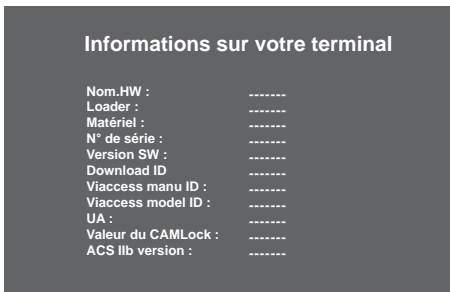 Informations sur votre terminal
Nom.HW : -------
Loader : -------
Matériel : -------
N° de série : -------
Version SW : -------
Download ID -------
Viaccess manu ID : -------
Viaccess model ID : -------
UA : -------
Valeur du CAMLock : -------
ACS IIb version : -------